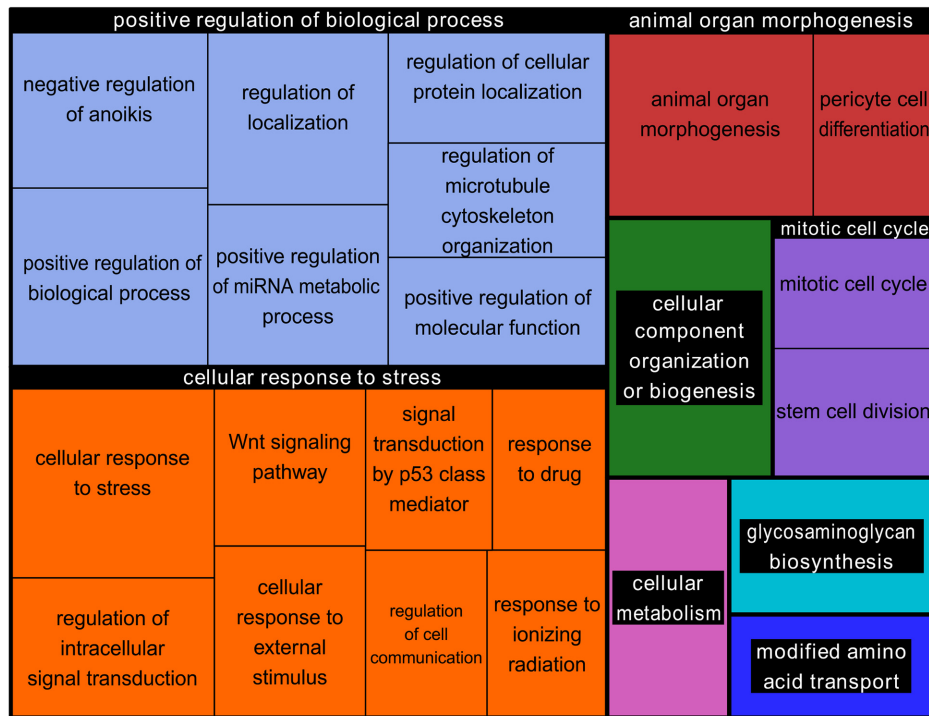 positive regulation of biological process
negative regulation
of anoikis
regulation of
localization
regulation of cellular
protein localization
regulation of
microtubule
cytoskeleton
organization
positive regulation of
biological process
positive regulation
of miRNA metabolic
process
positive regulation of
molecular function
cellular response to stress
cellular response
to stress
Wnt signaling
pathway
signal
transduction
by p53 class
mediator
response
to drug
regulation of
intracellular
signal transduction
cellular
response to
external
stimulus
regulation
of cell
communication
response to
ionizing
radiation
animal organ morphogenesis
animal organ
morphogenesis
pericyte cell
differentiation
cellular
component
organization
or biogenesis
mitotic cell cycle
mitotic cell cycle
stem cell division
cellular
metabolism
glycosaminoglycan
biosynthesis
modified amino
acid transport